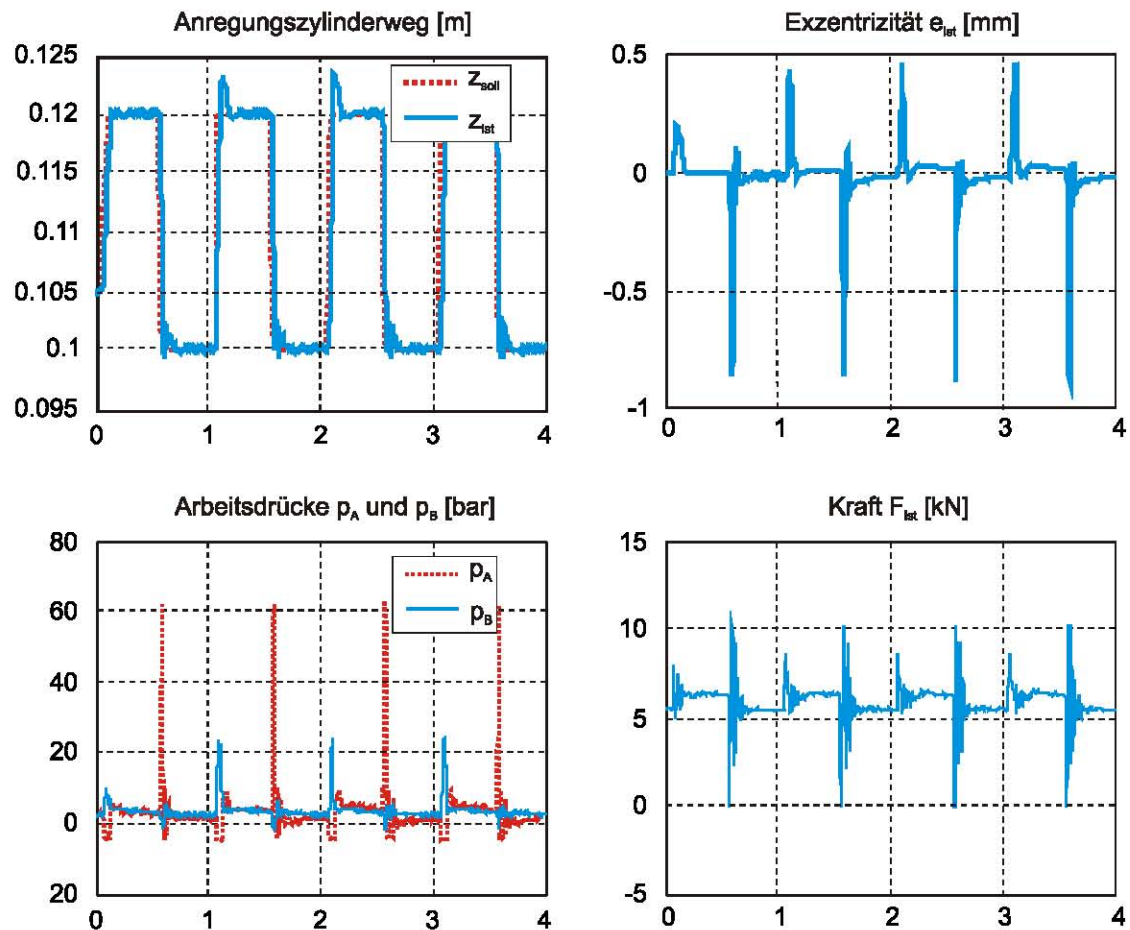 Anregungszylinderweg [m]
0.125
0.12
0.115
0.11
0.105
0.1
0.095
0 1 2 3 4
z_soll
z_Ist
Exzentrizität e_Ist [mm]
0.5
0
-0.5
-1
0 1 2 3 4
Arbeitsdrücke p_A und p_B [bar]
80
60
40
20
0
20
0 1 2 3 4
p_A
p_B
Kraft F_Ist [kN]
15
10
5
0
-5
0 1 2 3 4